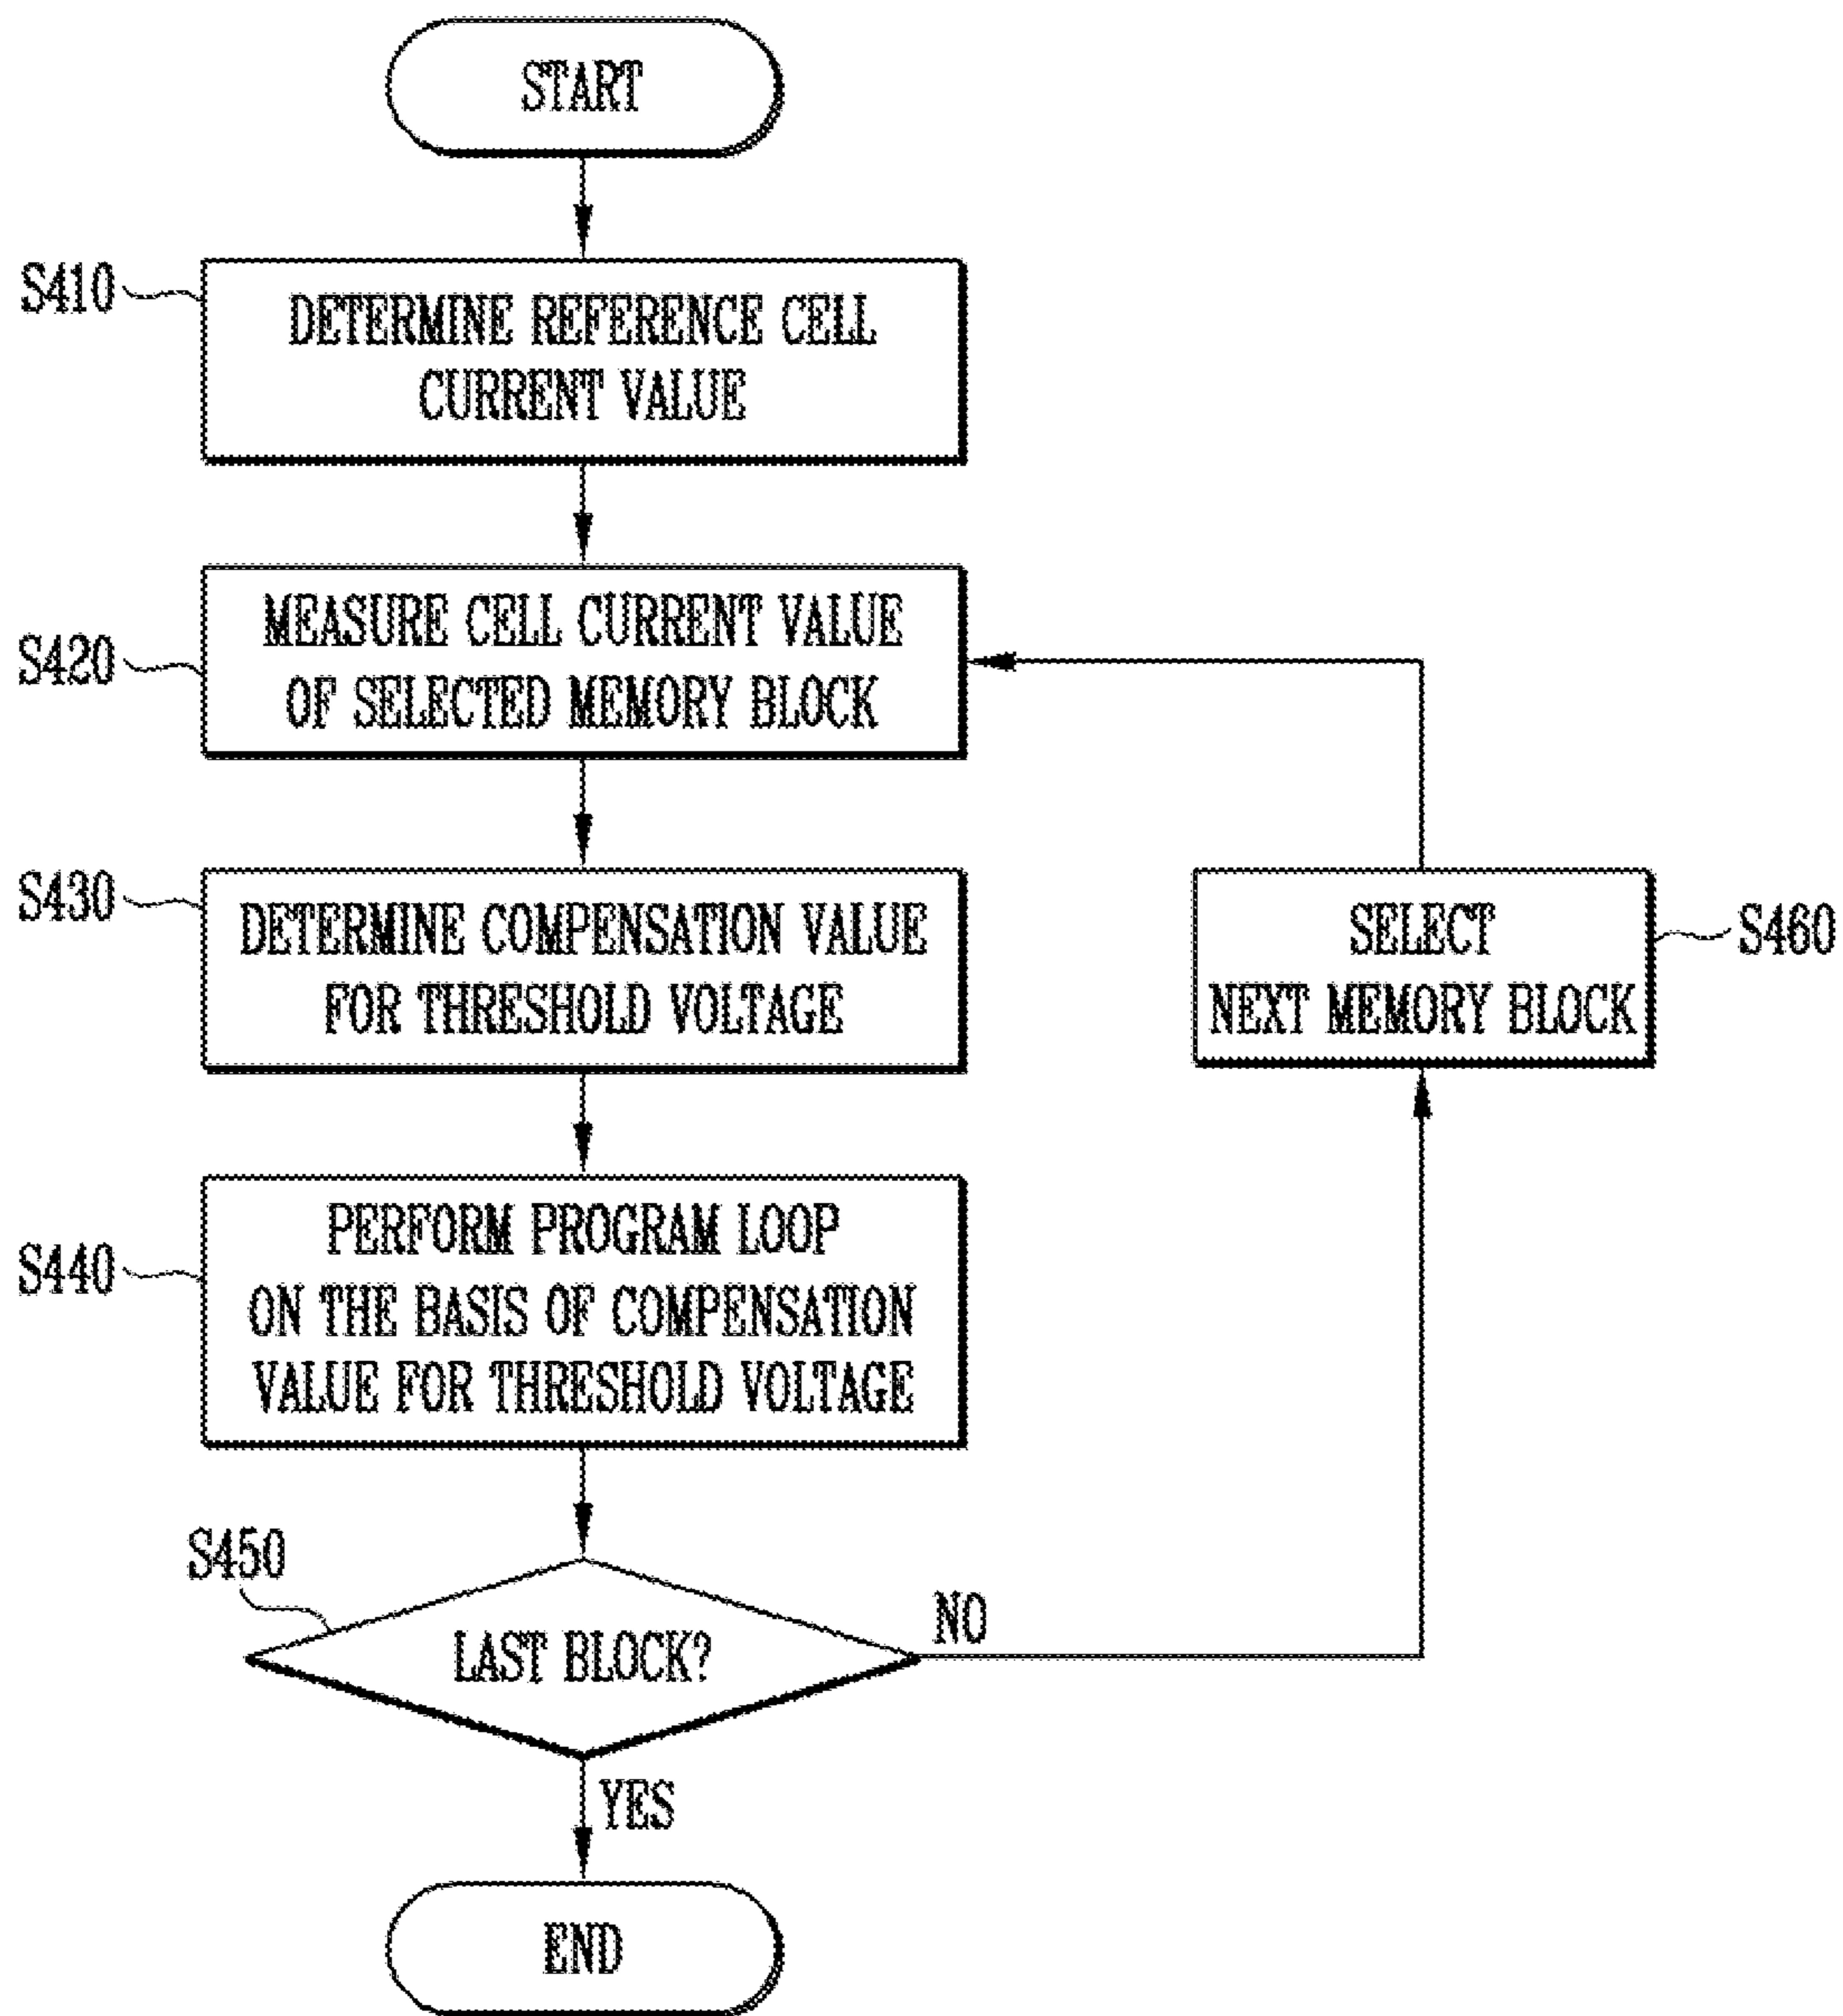 START
S410
DETERMINE REFERENCE CELL
CURRENT VALUE
S420
MEASURE CELL CURRENT VALUE
OF SELECTED MEMORY BLOCK
S430
DETERMINE COMPENSATION VALUE
FOR THRESHOLD VOLTAGE
SELECT
NEXT MEMORY BLOCK
S460
S440
PERFORM PROGRAM LOOP
ON THE BASIS OF COMPENSATION
VALUE FOR THRESHOLD VOLTAGE
S450
LAST BLOCK?
NO
YES
END